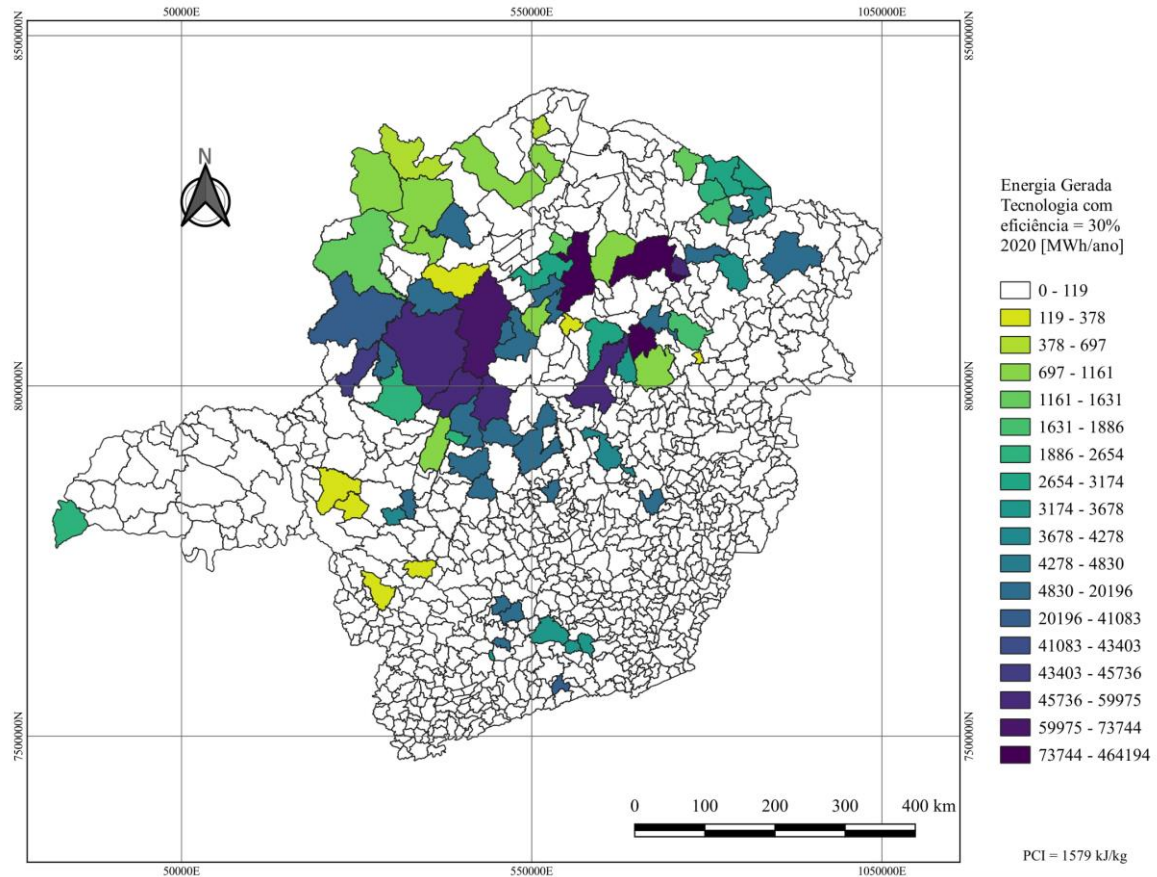 50000E 550000E 1050000E
8500000N 8500000N
N
Energia Gerada
Tecnologia com
eficiência = 30%
2020 [MWh/ano]
0 - 119
119 - 378
378 - 697
697 - 1161
1161 - 1631
1631 - 1886
1886 - 2654
2654 - 3174
3174 - 3678
3678 - 4278
4278 - 4830
4830 - 20196
20196 - 41083
41083 - 43403
43403 - 45736
45736 - 59975
59975 - 73744
73744 - 464194
8000000N 8000000N
7500000N 7500000N
0 100 200 300 400 km
PCI = 1579 kJ/kg
50000E 550000E 1050000E